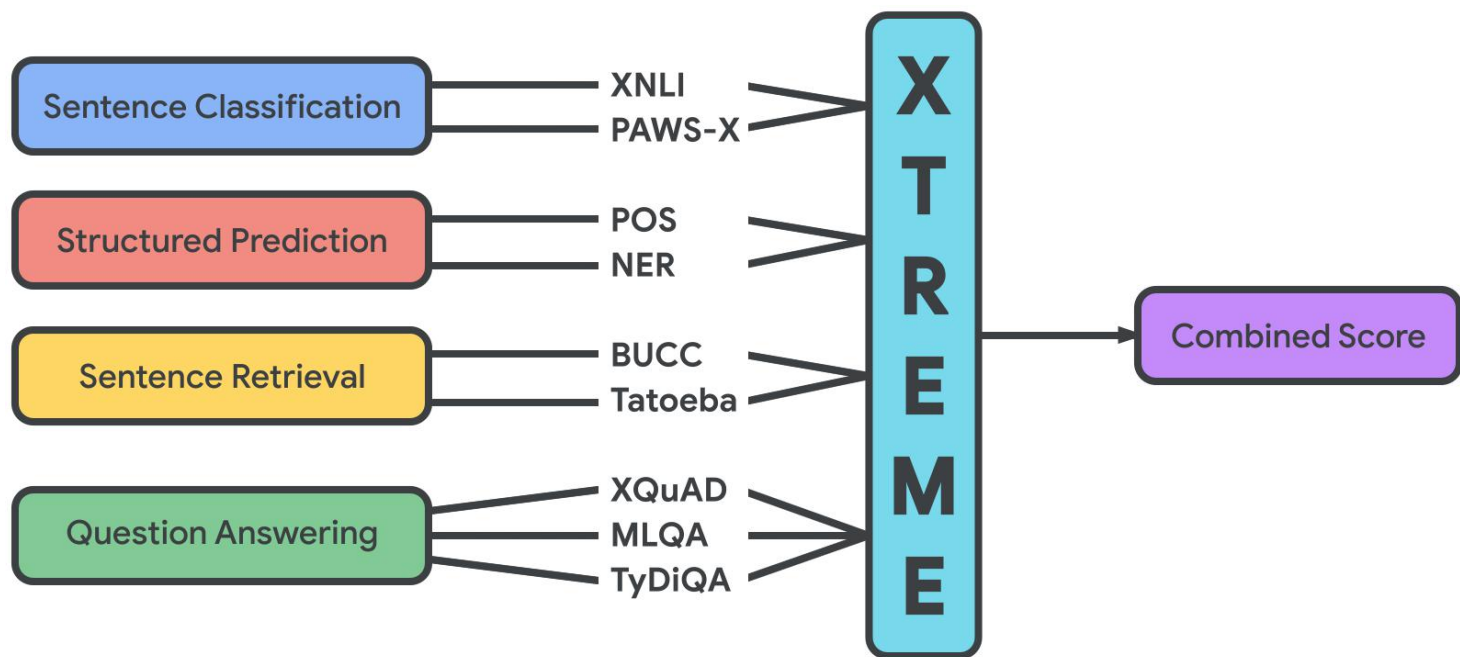 Sentence Classification
XNLI
PAWS-X
Structured Prediction
POS
NER
Sentence Retrieval
BUCC
Tatoeba
Question Answering
XQuAD
MLQA
TyDiQA
X
T
R
E
M
E
Combined Score